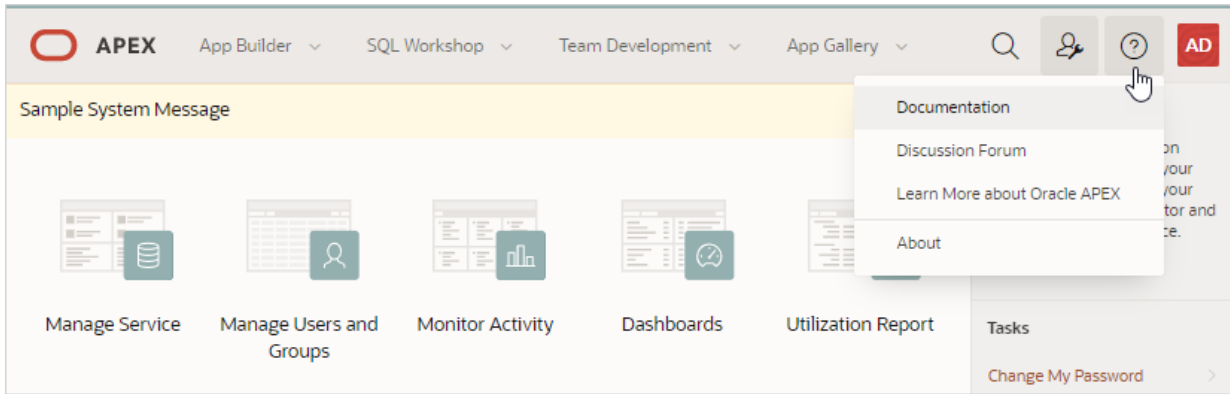 APEX App Builder SQL Workshop Team Development App Gallery ? AD
Sample System Message
Documentation
Discussion Forum
Learn More about Oracle APEX
About
on
your
your
tor and
ce.
Manage Service Manage Users and Groups Monitor Activity Dashboards Utilization Report
Tasks
Change My Password